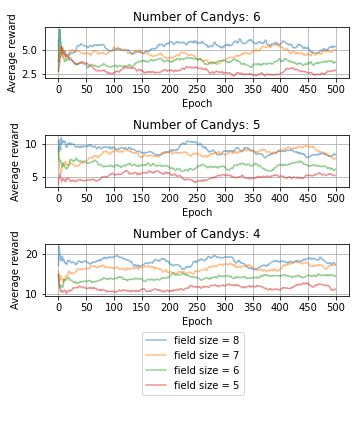 Number of Candys: 6
Average reward
5.0
2.5
0 50 100 150 200 250 300 350 400 450 500
Epoch
Number of Candys: 5
Average reward
10
5
0 50 100 150 200 250 300 350 400 450 500
Epoch
Number of Candys: 4
Average reward
20
10
0 50 100 150 200 250 300 350 400 450 500
Epoch
field size = 8
field size = 7
field size = 6
field size = 5